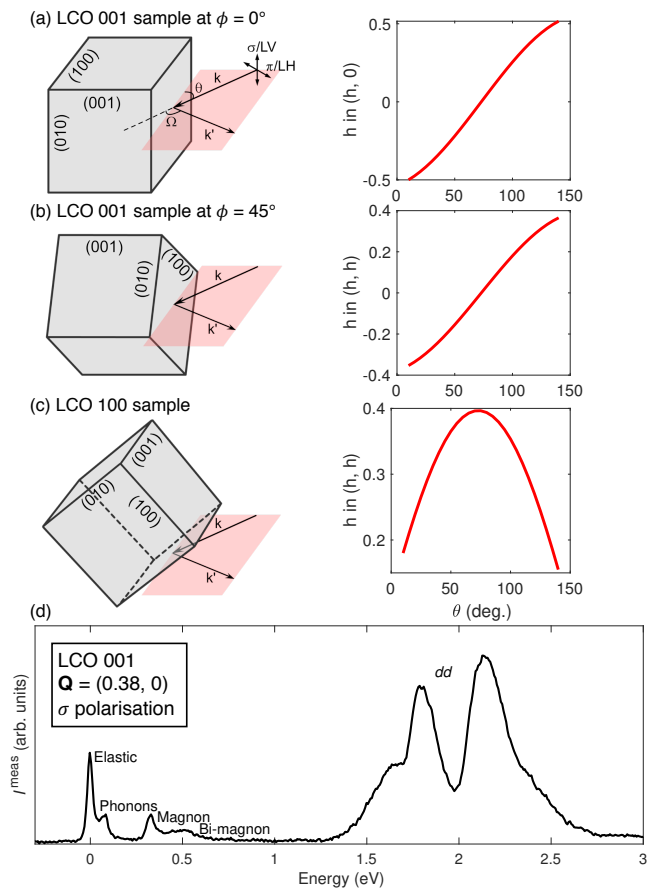 (a) LCO 001 sample at ϕ = 0°
(100)
(001)
(010)
σ/LV
π/LH
k
θ
Ω
k'
h in (h, 0)
0.5
0
-0.5
0
50
100
150
(b) LCO 001 sample at ϕ = 45°
(001)
(010)
(100)
k
k'
h in (h, h)
0.4
0.2
0
-0.2
-0.4
0
50
100
150
(c) LCO 100 sample
(001)
(010)
(100)
k
k'
h in (h, h)
0.4
0.3
0.2
0
50
100
150
θ (deg.)
(d)
LCO 001
Q = (0.38, 0)
σ polarisation
Elastic
Phonons
Magnon
Bi-magnon
dd
I^meas (arb. units)
0
0.5
1
1.5
2
2.5
3
Energy (eV)